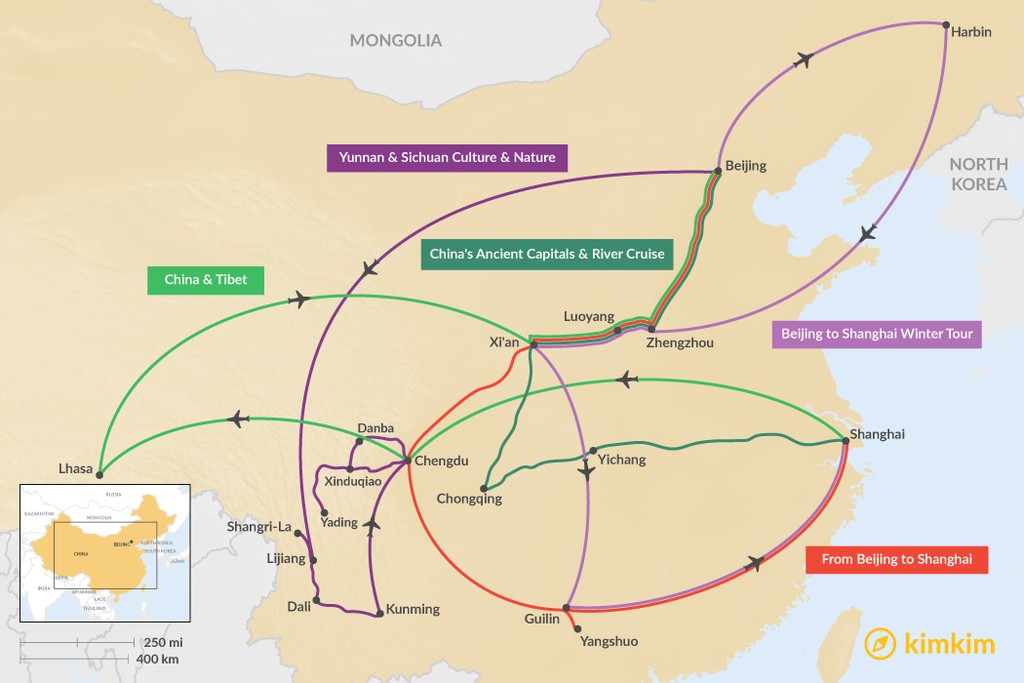 MONGOLIA
Harbin
Yunnan & Sichuan Culture & Nature
Beijing
NORTH
KOREA
China's Ancient Capitals & River Cruise
China & Tibet
Luoyang
Xi'an
Zhengzhou
Beijing to Shanghai Winter Tour
Danba
Shanghai
Lhasa
Chengdu
Yichang
Xinduqiao
Chongqing
Yading
Shangri-La
Lijiang
From Beijing to Shanghai
Dali
Kunming
Guilin
Yangshuo
RUSSIA
KAZAKHSTAN
MONGOLIA
BEIJING
NORTH KOREA
SOUTH KOREA
JAPAN
CHINA
NEPAL
INDIA
MYANMAR
LAOS
THAILAND
250 mi
400 km
kimkim